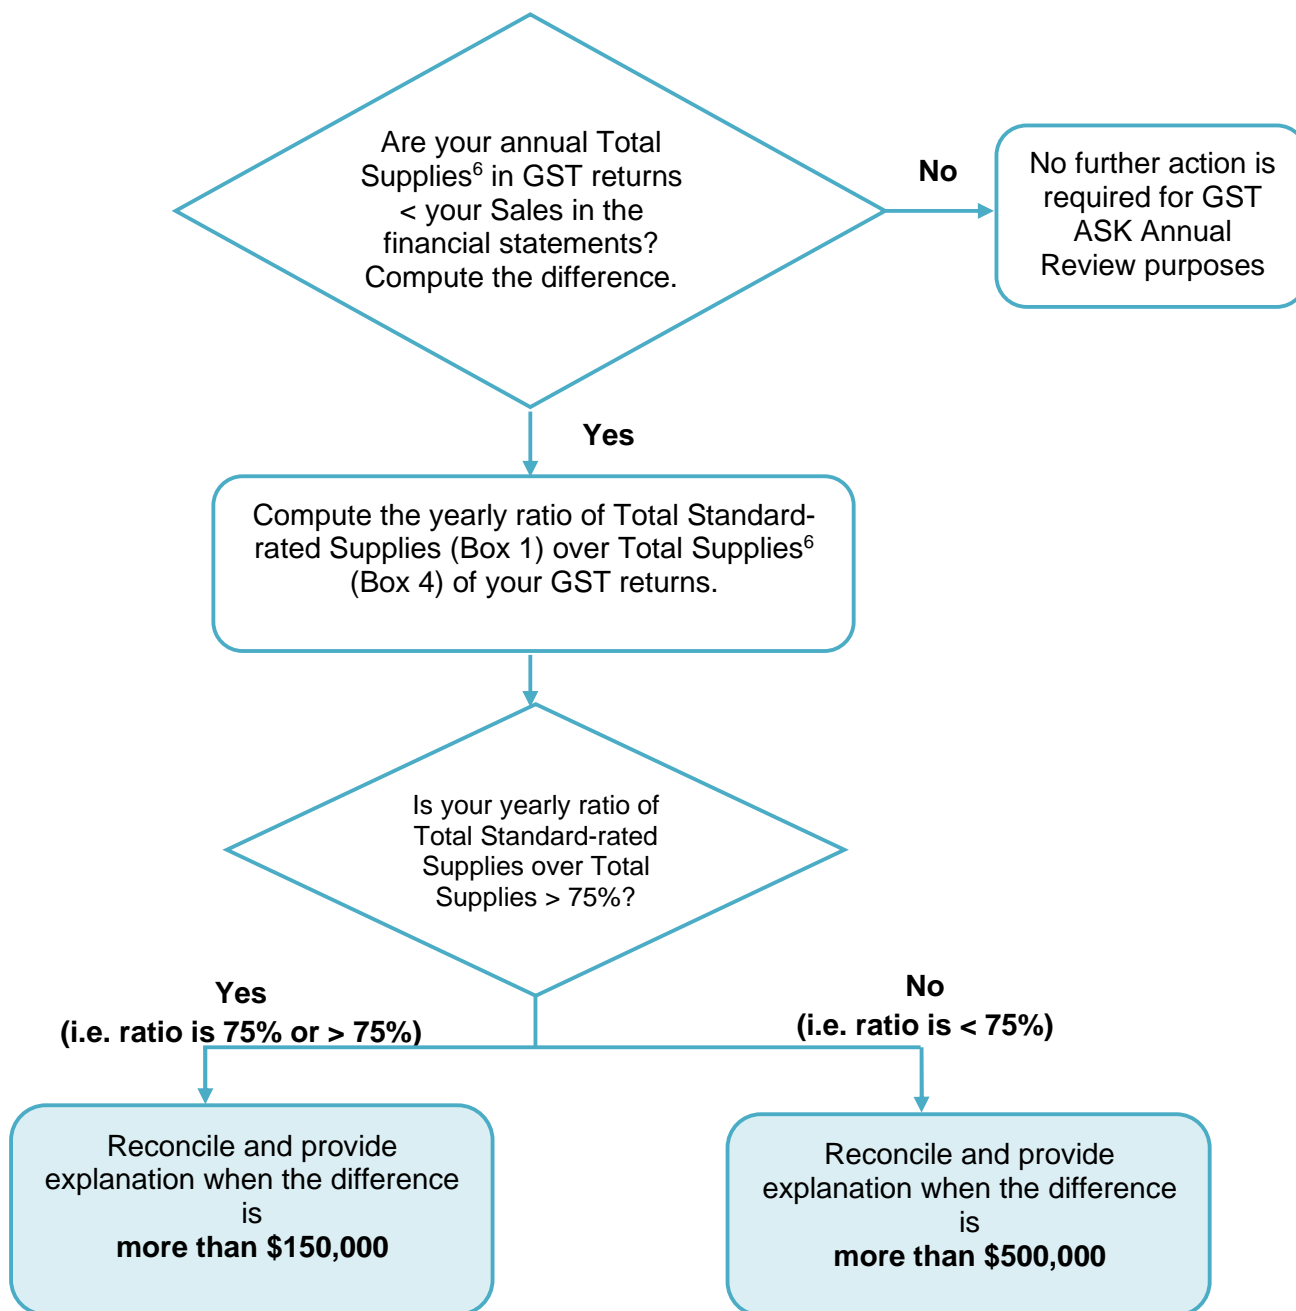 Are your annual Total
Supplies⁶ in GST returns
< your Sales in the
financial statements?
Compute the difference.
No
No further action is
required for GST
ASK Annual
Review purposes
Yes
Compute the yearly ratio of Total Standard-
rated Supplies (Box 1) over Total Supplies⁶
(Box 4) of your GST returns.
Is your yearly ratio of
Total Standard-rated
Supplies over Total
Supplies > 75%?
Yes
(i.e. ratio is 75% or > 75%)
No
(i.e. ratio is < 75%)
Reconcile and provide
explanation when the difference
is
more than $150,000
Reconcile and provide
explanation when the difference
is
more than $500,000